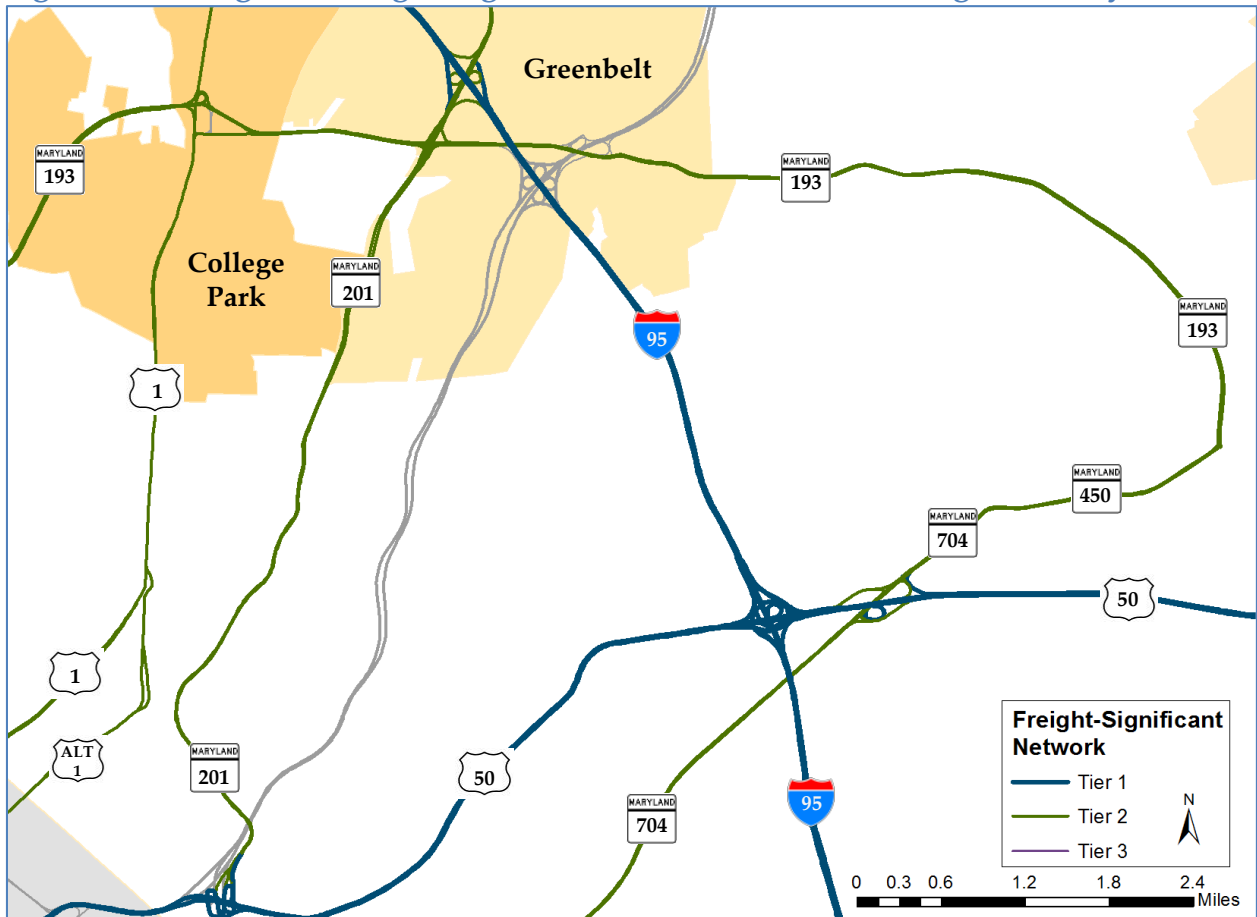 Greenbelt
MARYLAND
193
MARYLAND
193
College
Park
MARYLAND
201
MARYLAND
193
95
1
MARYLAND
450
MARYLAND
704
50
1
ALT
1
MARYLAND
201
50
MARYLAND
704
95
Freight-Significant
Network
Tier 1
Tier 2
Tier 3
N
0 0.3 0.6 1.2 1.8 2.4
Miles